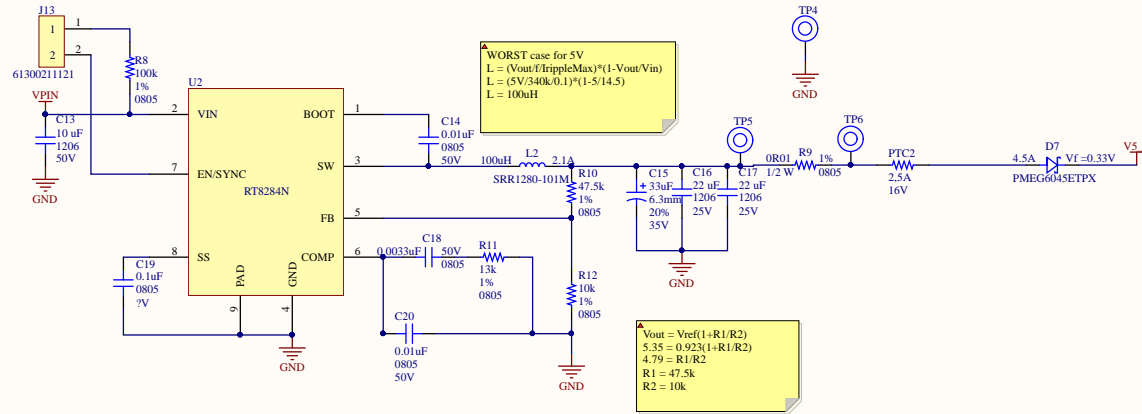 J13
1
1
2
2
61300211121
R8
100k
1%
0805
VPIN
C13
10 uF
1206
50V
GND
U2
2
VIN
BOOT
1
SW
3
7
EN/SYNC
RT8284N
FB
5
8
SS
COMP
6
PAD
GND
9
4
GND
C19
0.1uF
0805
?V
C14
0.01uF
0805
50V
WORST case for 5V
L = (Vout/f/IrippleMax)*(1-Vout/Vin)
L = (5V/340k/0.1)*(1-5/14.5)
L = 100uH
100uH
L2
2.1A
SRR1280-101M
R10
47.5k
1%
0805
0.0033uF
C18
50V
0805
R11
13k
1%
0805
R12
10k
1%
0805
C20
0.01uF
0805
50V
GND
C15
33uF
6.3mm
20%
35V
C16
22 uF
1206
25V
C17
22 uF
1206
25V
GND
TP4
GND
TP5
0R01
1/2 W
R9
1%
0805
TP6
PTC2
2,5A
16V
4.5A
D7
Vf =0.33V
PMEG6045ETPX
V5
Vout = Vref(1+R1/R2)
5.35 = 0.923(1+R1/R2)
4.79 = R1/R2
R1 = 47.5k
R2 = 10k